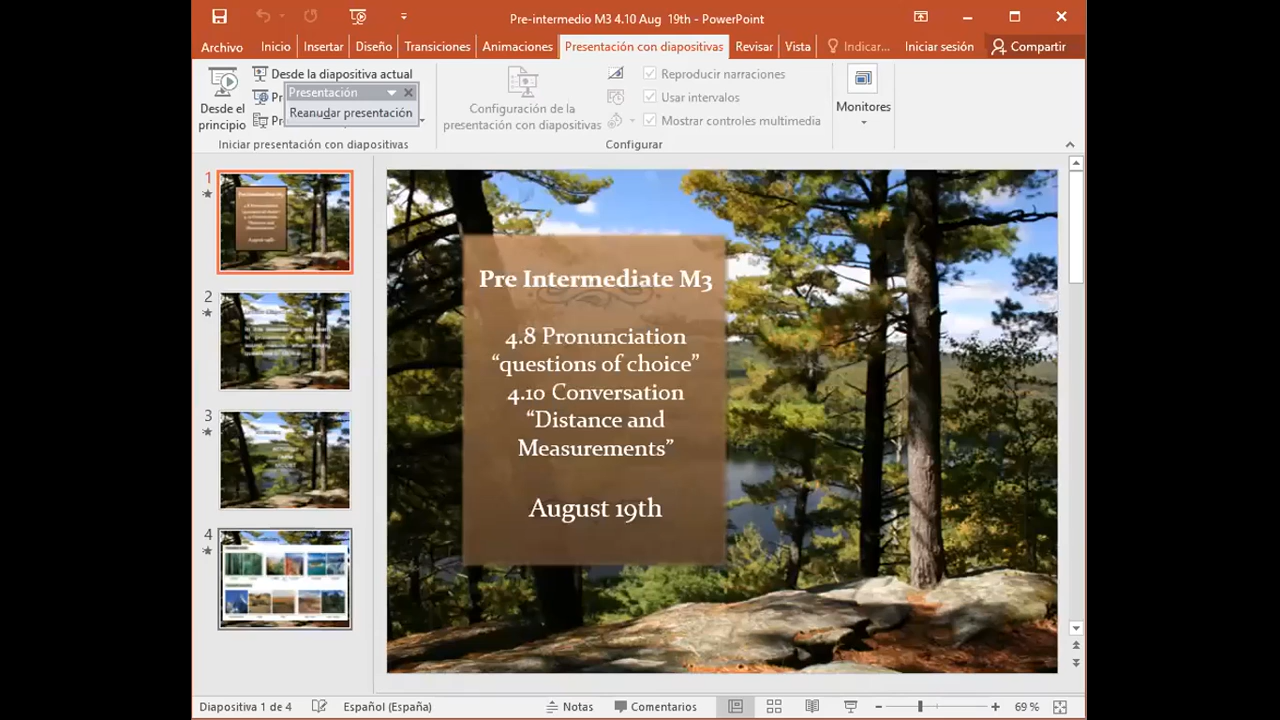 Pre-intermedio M3 4.10 Aug 19th - PowerPoint
Archivo Inicio Insertar Diseño Transiciones Animaciones Presentación con diapositivas Revisar Vista Indicar... Iniciar sesión Compartir
Desde el principio
Desde la diapositiva actual
Presentación
Reanudar presentación
Iniciar presentación con diapositivas
Configuración de la
presentación con diapositivas
Reproducir narraciones
Usar intervalos
Mostrar controles multimedia
Configurar
Monitores
1
2
3
4
Pre Intermediate M3
4.8 Pronunciation
“questions of choice”
4.10 Conversation
“Distance and
Measurements”
August 19th
Diapositiva 1 de 4 Español (España) Notas Comentarios 69 %